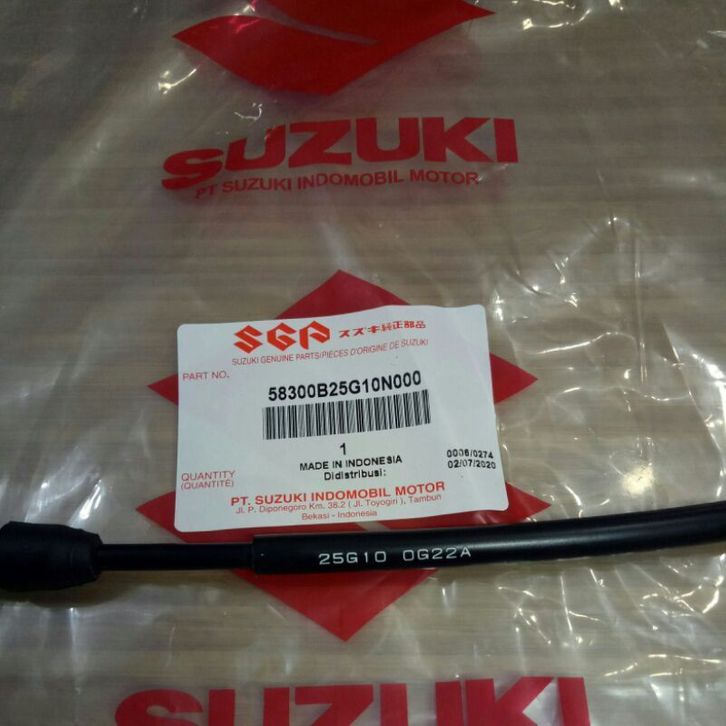 SUZUKI
PT SUZUKI INDOMOBIL MOTOR
SGP スズキ純正部品
SUZUKI GENUINE PARTS/PIECES D'ORIGINE DE SUZUKI
PART NO.
58300B25G10N000
1
MADE IN INDONESIA
Didistribusi:
0006/0274
02/07/2020
QUANTITY
(QUANTITÉ)
PT. SUZUKI INDOMOBIL MOTOR
Jl. P. Diponegoro Km. 38.2 ( Jl. Toyogiri ), Tambun
Bekasi - Indonesia
25G10 0G22A
SUZUKI